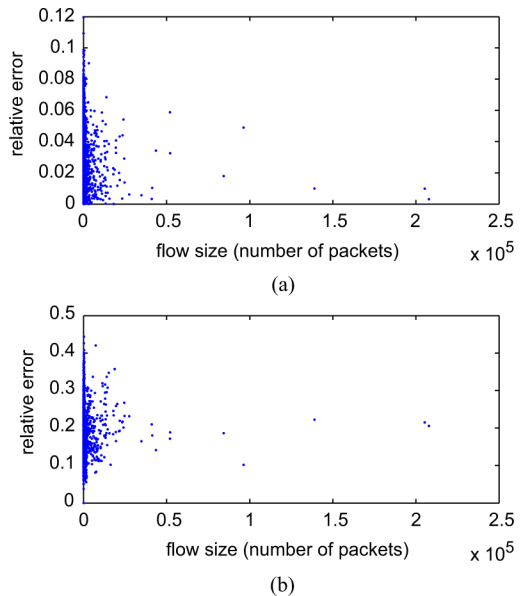 0.12
0.1
0.08
0.06
0.04
0.02
0
relative error
0 0.5 1 1.5 2 2.5
flow size (number of packets)
x 10^5
(a)
0.5
0.4
0.3
0.2
0.1
0
relative error
0 0.5 1 1.5 2 2.5
flow size (number of packets)
x 10^5
(b)